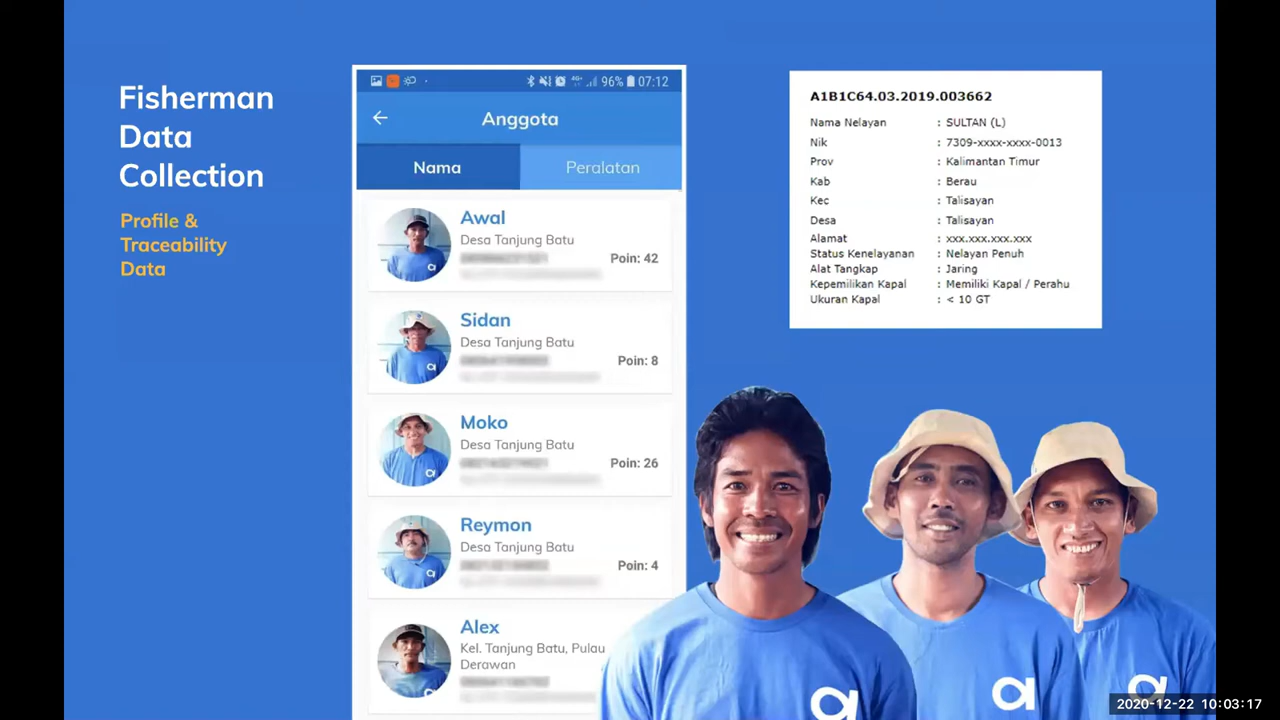 Fisherman
Data
Collection
Profile &
Traceability
Data
4G+ 96% 07:12
Anggota
Nama Peralatan
Awal
Desa Tanjung Batu
Poin: 42
Sidan
Desa Tanjung Batu
Poin: 8
Moko
Desa Tanjung Batu
Poin: 26
Reymon
Desa Tanjung Batu
Poin: 4
Alex
Kel. Tanjung Batu, Pulau
Derawan
A1B1C64.03.2019.003662
Nama Nelayan : SULTAN (L)
Nik : 7309-xxxx-xxxx-0013
Prov : Kalimantan Timur
Kab : Berau
Kec : Talisayan
Desa : Talisayan
Alamat : xxx.xxx.xxx.xxx
Status Kenelayanan : Nelayan Penuh
Alat Tangkap : Jaring
Kepemilikan Kapal : Memiliki Kapal / Perahu
Ukuran Kapal : < 10 GT
2020-12-22 10:03:17